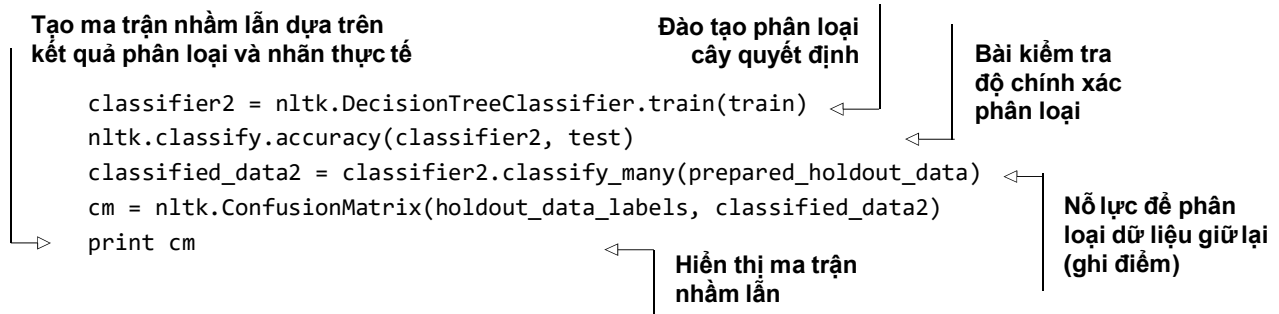 Tạo ma trận nhầm lẫn dựa trên
kết quả phân loại và nhãn thực tế
Đào tạo phân loại
cây quyết định
Bài kiểm tra
độ chính xác
phân loại
classifier2 = nltk.DecisionTreeClassifier.train(train)
nltk.classify.accuracy(classifier2, test)
classified_data2 = classifier2.classify_many(prepared_holdout_data)
cm = nltk.ConfusionMatrix(holdout_data_labels, classified_data2)
print cm
Nỗ lực để phân
loại dữ liệu giữ lại
(ghi điểm)
Hiển thị ma trận
nhầm lẫn